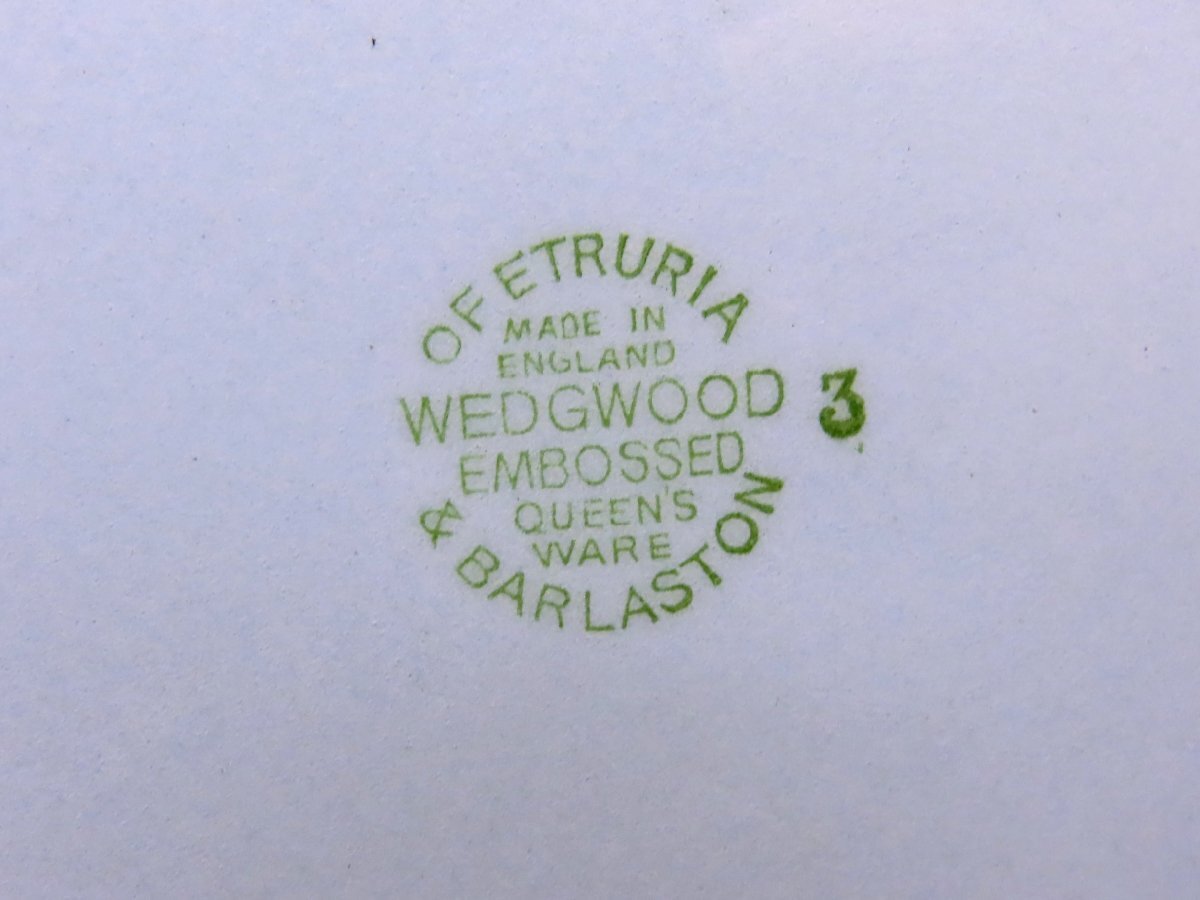 OF ETRURIA
MADE IN
ENGLAND
WEDGWOOD
3
EMBOSSED
QUEEN'S
WARE
& BARLASTON